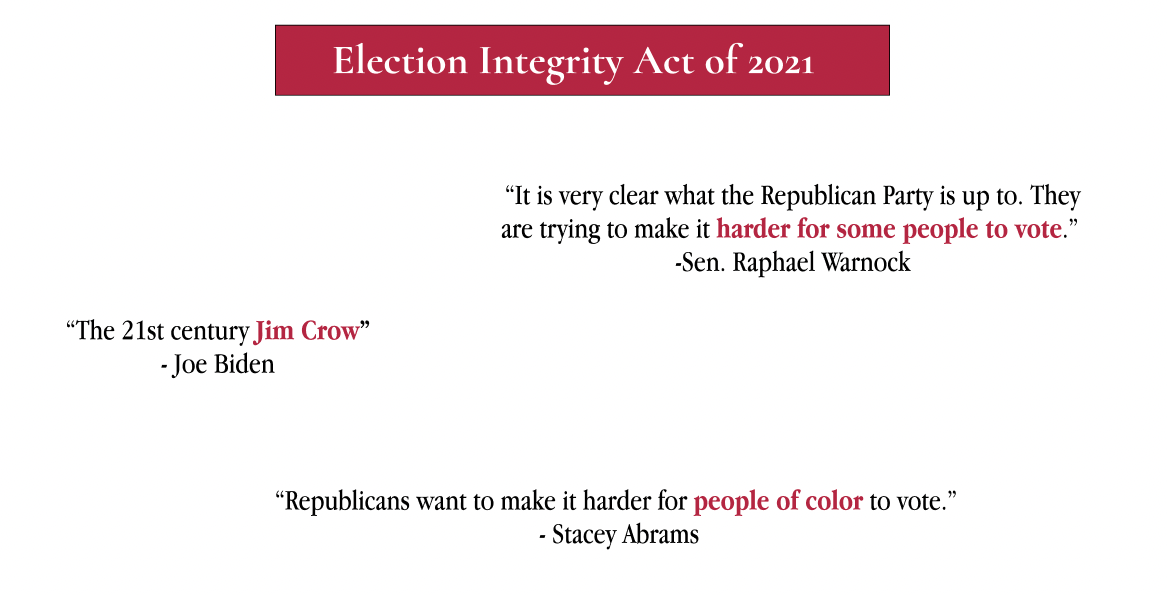 Election Integrity Act of 2021
“It is very clear what the Republican Party is up to. They
are trying to make it harder for some people to vote.”
-Sen. Raphael Warnock
“The 21st century Jim Crow”
- Joe Biden
“Republicans want to make it harder for people of color to vote.”
- Stacey Abrams